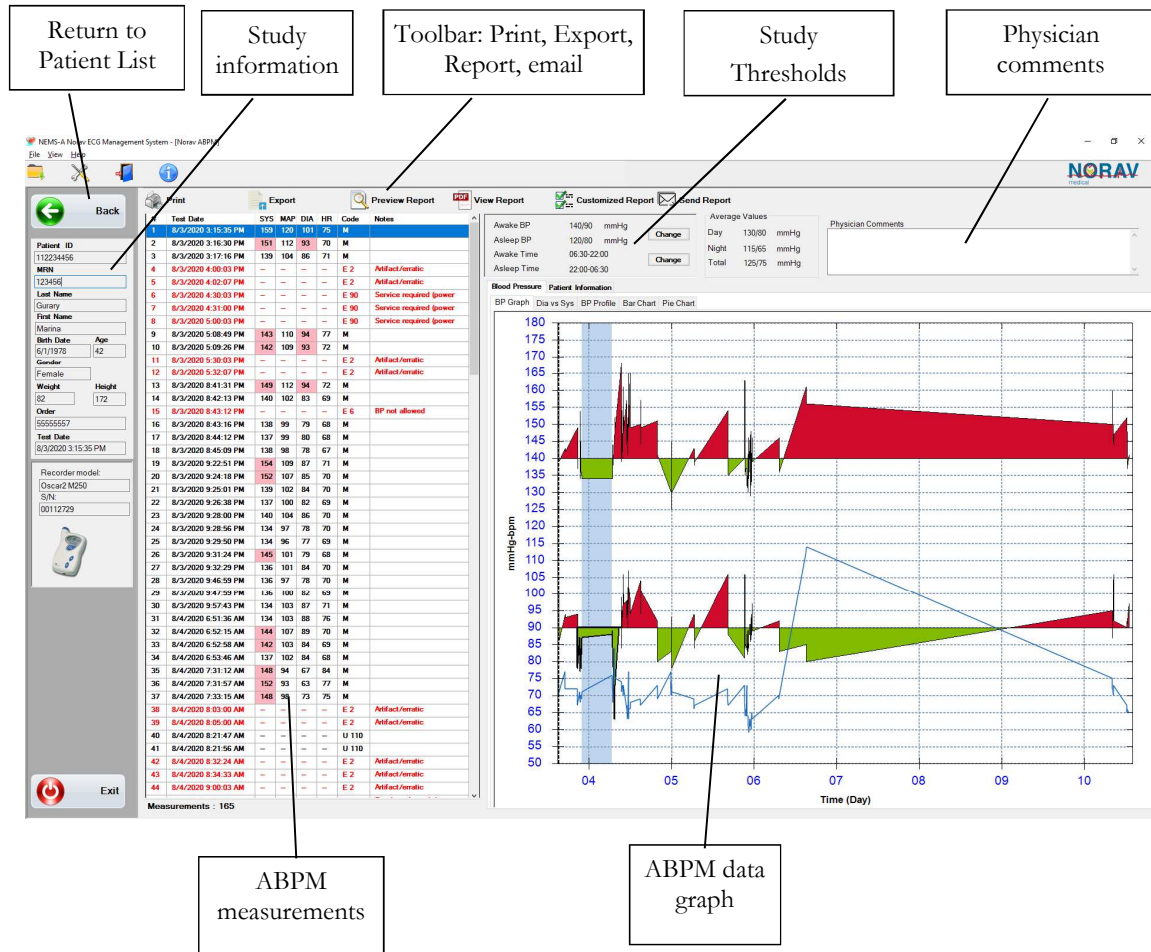 Return to
Patient List
Study
information
Toolbar: Print, Export,
Report, email
Study
Thresholds
Physician
comments
NEMS-A Norav ECG Management System - [Norav ABPM]
File View Help
NORAV
medical
Back
Print Export Preview Report PDF View Report Customized Report Send Report
Patient ID
112234456
MRN
123456
Last Name
Gurary
First Name
Marina
Birth Date Age
6/1/1978 42
Gender
Female
Weight Height
82 172
Order
55555557
Test Date
8/3/2020 3:15:35 PM
Recorder model:
Oscar2 M250
S/N:
00112729
Exit
# Test Date SYS MAP DIA HR Code Notes
1 8/3/2020 3:15:35 PM 159 120 101 75 M
2 8/3/2020 3:16:30 PM 151 112 93 70 M
3 8/3/2020 3:17:16 PM 139 104 86 71 M
4 8/3/2020 4:00:03 PM – – – – E 2 Artifact/erratic
5 8/3/2020 4:02:07 PM – – – – E 2 Artifact/erratic
6 8/3/2020 4:30:03 PM – – – – E 90 Service required (power
7 8/3/2020 4:31:00 PM – – – – E 90 Service required (power
8 8/3/2020 5:00:03 PM – – – – E 90 Service required (power
9 8/3/2020 5:08:49 PM 143 110 94 77 M
10 8/3/2020 5:09:26 PM 142 109 93 72 M
11 8/3/2020 5:30:03 PM – – – – E 2 Artifact/erratic
12 8/3/2020 5:32:07 PM – – – – E 2 Artifact/erratic
13 8/3/2020 8:41:31 PM 149 112 94 72 M
14 8/3/2020 8:42:13 PM 140 102 83 69 M
15 8/3/2020 8:43:12 PM – – – – E 6 BP not allowed
16 8/3/2020 8:43:16 PM 138 99 79 68 M
17 8/3/2020 8:44:12 PM 137 99 80 68 M
18 8/3/2020 8:45:09 PM 138 98 78 67 M
19 8/3/2020 9:22:51 PM 154 109 87 71 M
20 8/3/2020 9:24:18 PM 152 107 85 70 M
21 8/3/2020 9:25:01 PM 139 102 84 70 M
22 8/3/2020 9:26:38 PM 137 100 82 69 M
23 8/3/2020 9:28:00 PM 140 104 86 70 M
24 8/3/2020 9:28:56 PM 134 97 78 70 M
25 8/3/2020 9:29:50 PM 134 96 77 69 M
26 8/3/2020 9:31:24 PM 145 101 79 68 M
27 8/3/2020 9:32:29 PM 136 101 84 70 M
28 8/3/2020 9:46:59 PM 136 97 78 70 M
29 8/3/2020 9:47:59 PM 136 100 82 69 M
30 8/3/2020 9:57:43 PM 134 103 87 71 M
31 8/4/2020 6:51:36 AM 134 103 88 76 M
32 8/4/2020 6:52:15 AM 144 107 89 70 M
33 8/4/2020 6:52:58 AM 142 103 84 69 M
34 8/4/2020 6:53:46 AM 137 102 84 68 M
35 8/4/2020 7:31:12 AM 148 94 67 84 M
36 8/4/2020 7:31:57 AM 152 93 63 77 M
37 8/4/2020 7:33:15 AM 148 98 73 75 M
38 8/4/2020 8:03:00 AM – – – – E 2 Artifact/erratic
39 8/4/2020 8:05:00 AM – – – – E 2 Artifact/erratic
40 8/4/2020 8:21:47 AM U 110
41 8/4/2020 8:21:56 AM U 110
42 8/4/2020 8:32:24 AM – – – – E 2 Artifact/erratic
43 8/4/2020 8:34:33 AM – – – – E 2 Artifact/erratic
44 8/4/2020 9:00:03 AM – – – – E 2 Artifact/erratic
Measurements : 165
Awake BP 140/90 mmHg Change
Asleep BP 120/80 mmHg
Awake Time 06:30-22:00 Change
Asleep Time 22:00-06:30
Average Values
Day 130/80 mmHg
Night 115/65 mmHg
Total 125/75 mmHg
Physician Comments
Blood Pressure Patient Information
BP Graph Dia vs Sys BP Profile Bar Chart Pie Chart
180
175
170
165
160
155
150
145
140
135
130
125
120
115
110
105
100
95
90
85
80
75
70
65
60
55
50
mmHg-bpm
04 05 06 07 08 09 10
Time (Day)
ABPM
measurements
ABPM data
graph